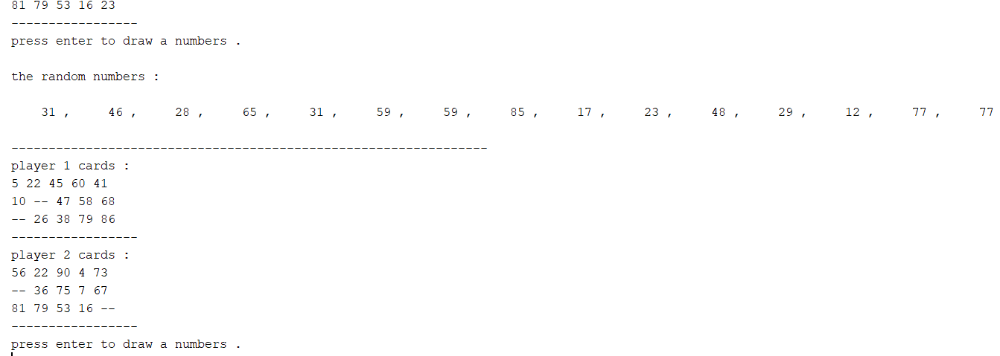 81 79 53 16 23
-----------------
press enter to draw a numbers .
the random numbers :
31 , 46 , 28 , 65 , 31 , 59 , 59 , 85 , 17 , 23 , 48 , 29 , 12 , 77 , 77
----------------------------------------------------------------
player 1 cards :
5 22 45 60 41
10 -- 47 58 68
-- 26 38 79 86
-----------------
player 2 cards :
56 22 90 4 73
-- 36 75 7 67
81 79 53 16 --
-----------------
press enter to draw a numbers .